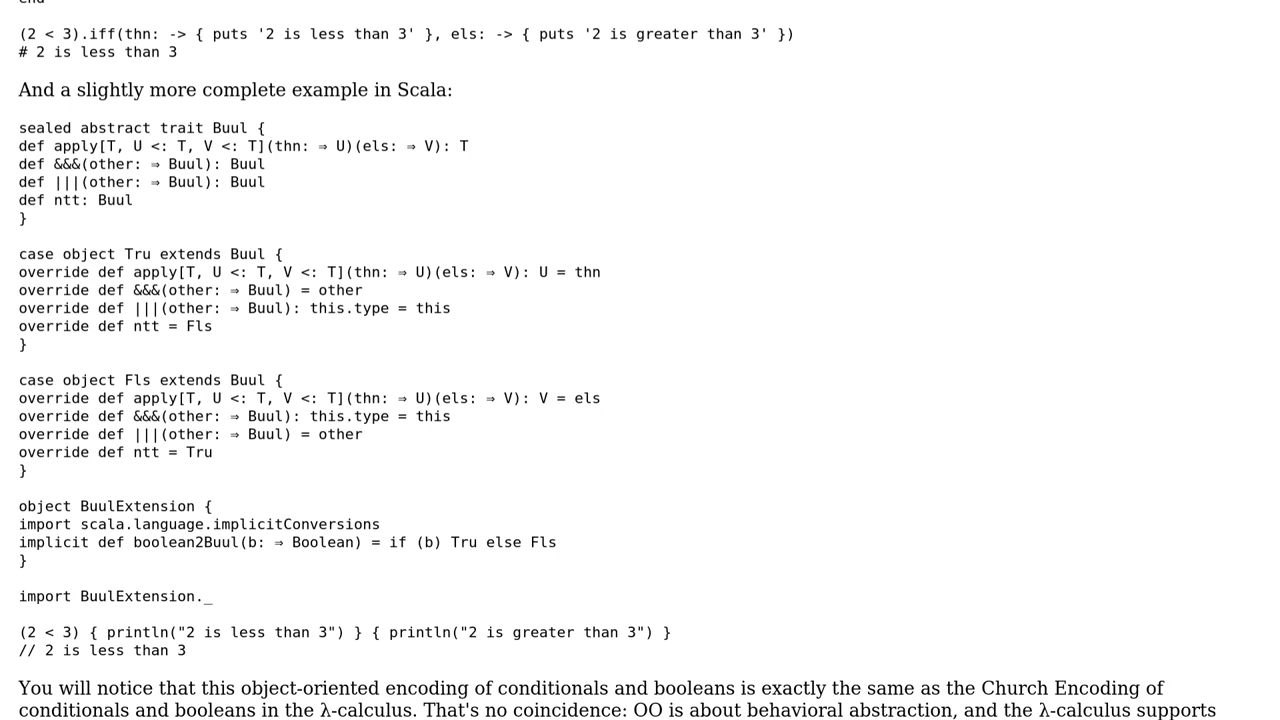 end
(2 < 3).iff(thn: -> { puts '2 is less than 3' }, els: -> { puts '2 is greater than 3' })
# 2 is less than 3
And a slightly more complete example in Scala:
sealed abstract trait Buul {
def apply[T, U <: T, V <: T](thn: ⇒ U)(els: ⇒ V): T
def &&&(other: ⇒ Buul): Buul
def |||(other: ⇒ Buul): Buul
def ntt: Buul
}
case object Tru extends Buul {
override def apply[T, U <: T, V <: T](thn: ⇒ U)(els: ⇒ V): U = thn
override def &&&(other: ⇒ Buul) = other
override def |||(other: ⇒ Buul): this.type = this
override def ntt = Fls
}
case object Fls extends Buul {
override def apply[T, U <: T, V <: T](thn: ⇒ U)(els: ⇒ V): V = els
override def &&&(other: ⇒ Buul): this.type = this
override def |||(other: ⇒ Buul) = other
override def ntt = Tru
}
object BuulExtension {
import scala.language.implicitConversions
implicit def boolean2Buul(b: ⇒ Boolean) = if (b) Tru else Fls
}
import BuulExtension._
(2 < 3) { println("2 is less than 3") } { println("2 is greater than 3") }
// 2 is less than 3
You will notice that this object-oriented encoding of conditionals and booleans is exactly the same as the Church Encoding of
conditionals and booleans in the λ-calculus. That's no coincidence: OO is about behavioral abstraction, and the λ-calculus supports